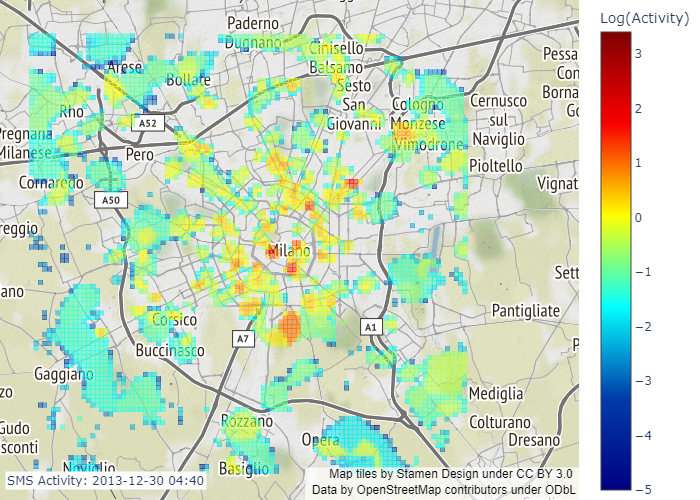 Log(Activity)
3
2
1
0
−1
−2
−3
−4
−5
Paderno
Dugnano
Cinisello
Balsamo
Sesto
San
Giovanni
Arese
Bollate
Rho
A52
Pero
Pregnana
Milanese
Cornaredo
A50
Cologno
Monzese
Vimodrone
Cernusco
sul
Naviglio
Pioltello
Pessa
Con
Borna
Go
Vignat
reggio
Milano
ano
Sett
Pantigliate
P
Corsico
Buccinasco
A7
A1
Gaggiano
zo
Gudo
sconti
Rozzano
Opera
Basiglio
Noviglio
Mediglia
Colturano
Dresano
SMS Activity: 2013-12-30 04:40
Map tiles by Stamen Design under CC BY 3.0
Data by OpenStreetMap contributors under ODbL